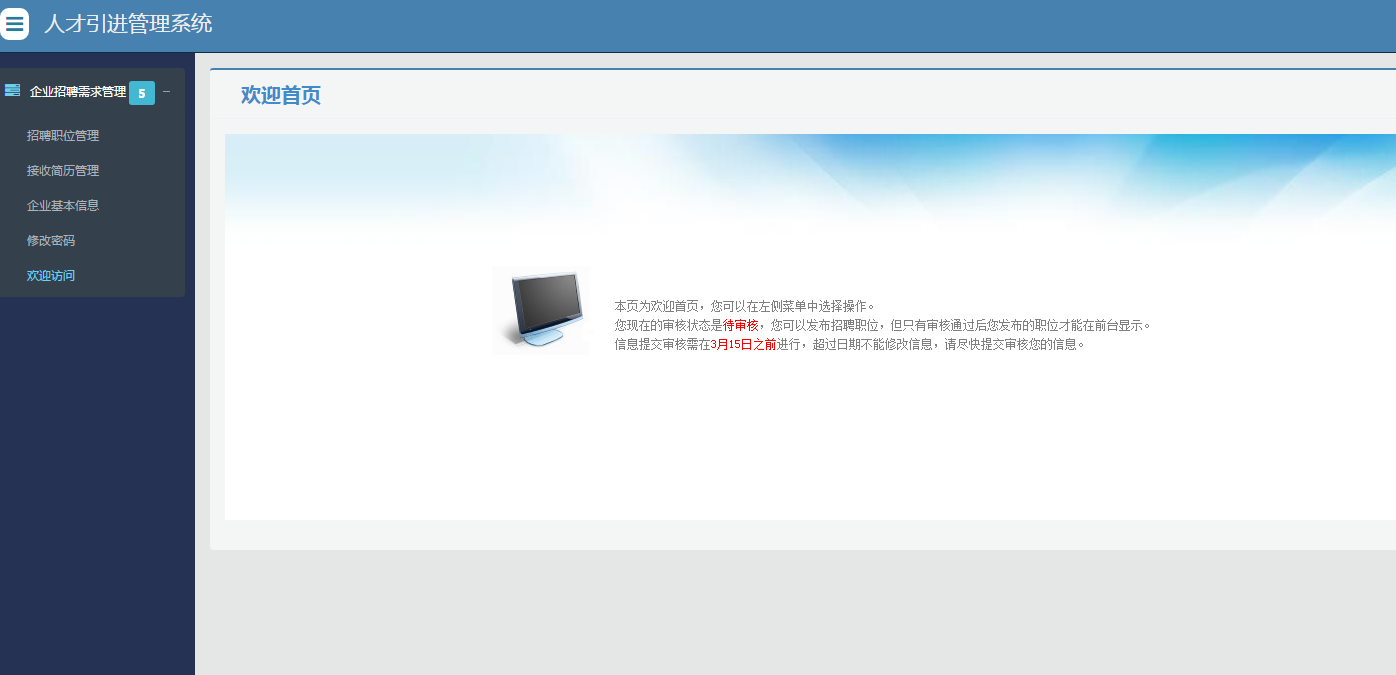 人才引进管理系统
企业招聘需求管理 5
招聘职位管理
接收简历管理
企业基本信息
修改密码
欢迎访问
欢迎首页
本页为欢迎首页，您可以在左侧菜单中选择操作。
您现在的审核状态是待审核，您可以发布招聘职位，但只有审核通过后您发布的职位才能在前台显示。
信息提交审核需在3月15日之前进行，超过日期不能修改信息，请尽快提交审核您的信息。